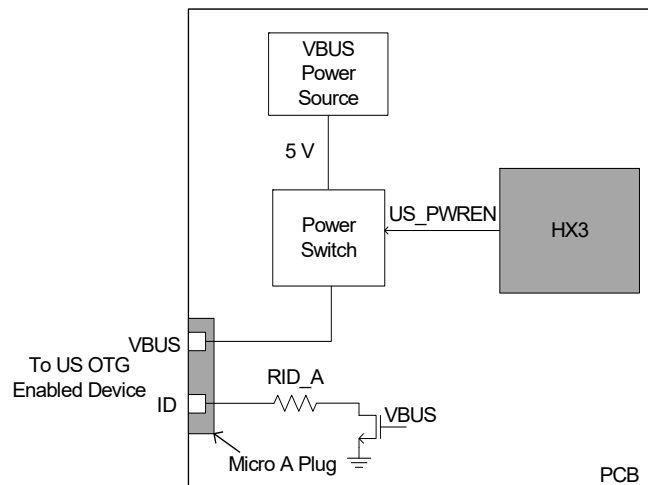 VBUS
Power
Source
5 V
US_PWREN
Power
Switch
HX3
VBUS
To US OTG
Enabled Device
RID_A
ID
VBUS
Micro A Plug
PCB